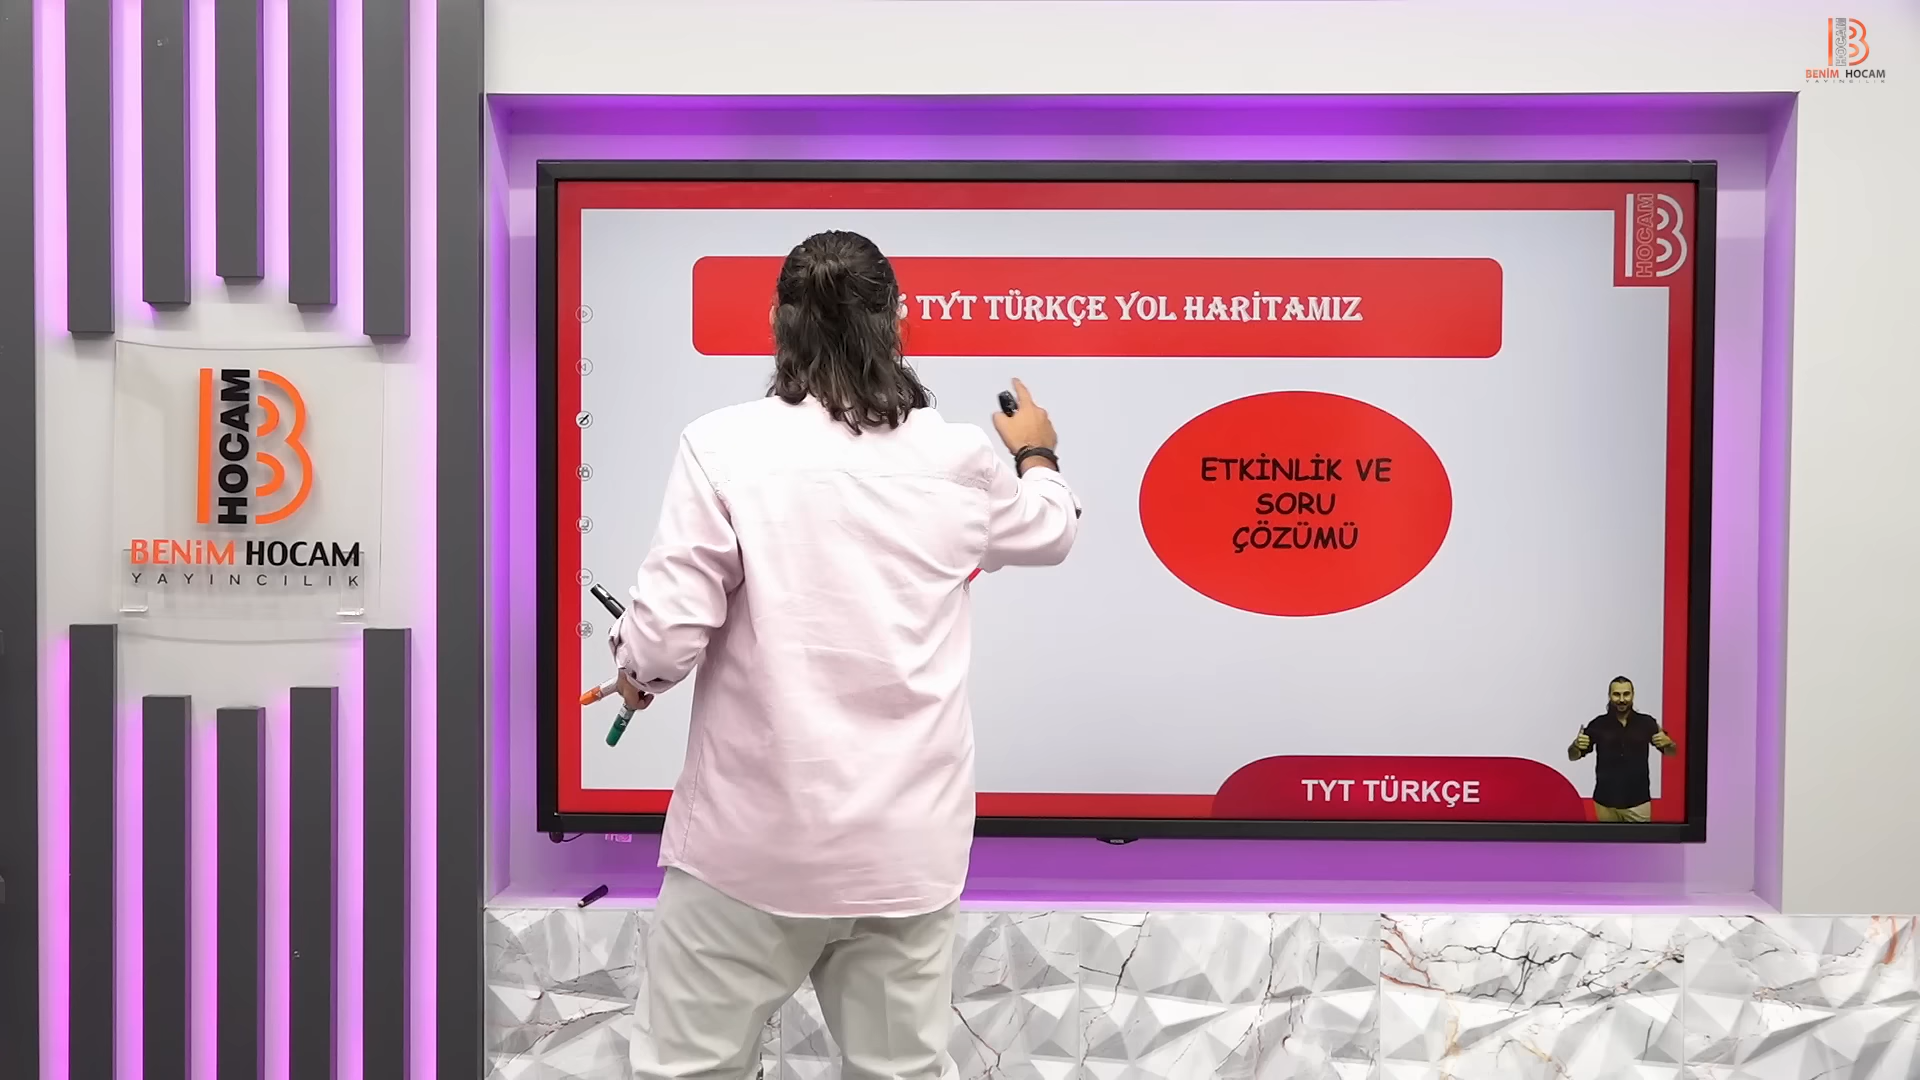 HOCAM
BENİM HOCAM
YAYINCILIK
HOCAM
TYT TÜRKÇE YOL HARİTAMIZ
ETKİNLİK VE
SORU
ÇÖZÜMÜ
HOCAM
BENİM HOCAM
YAYINCILIK
TYT TÜRKÇE